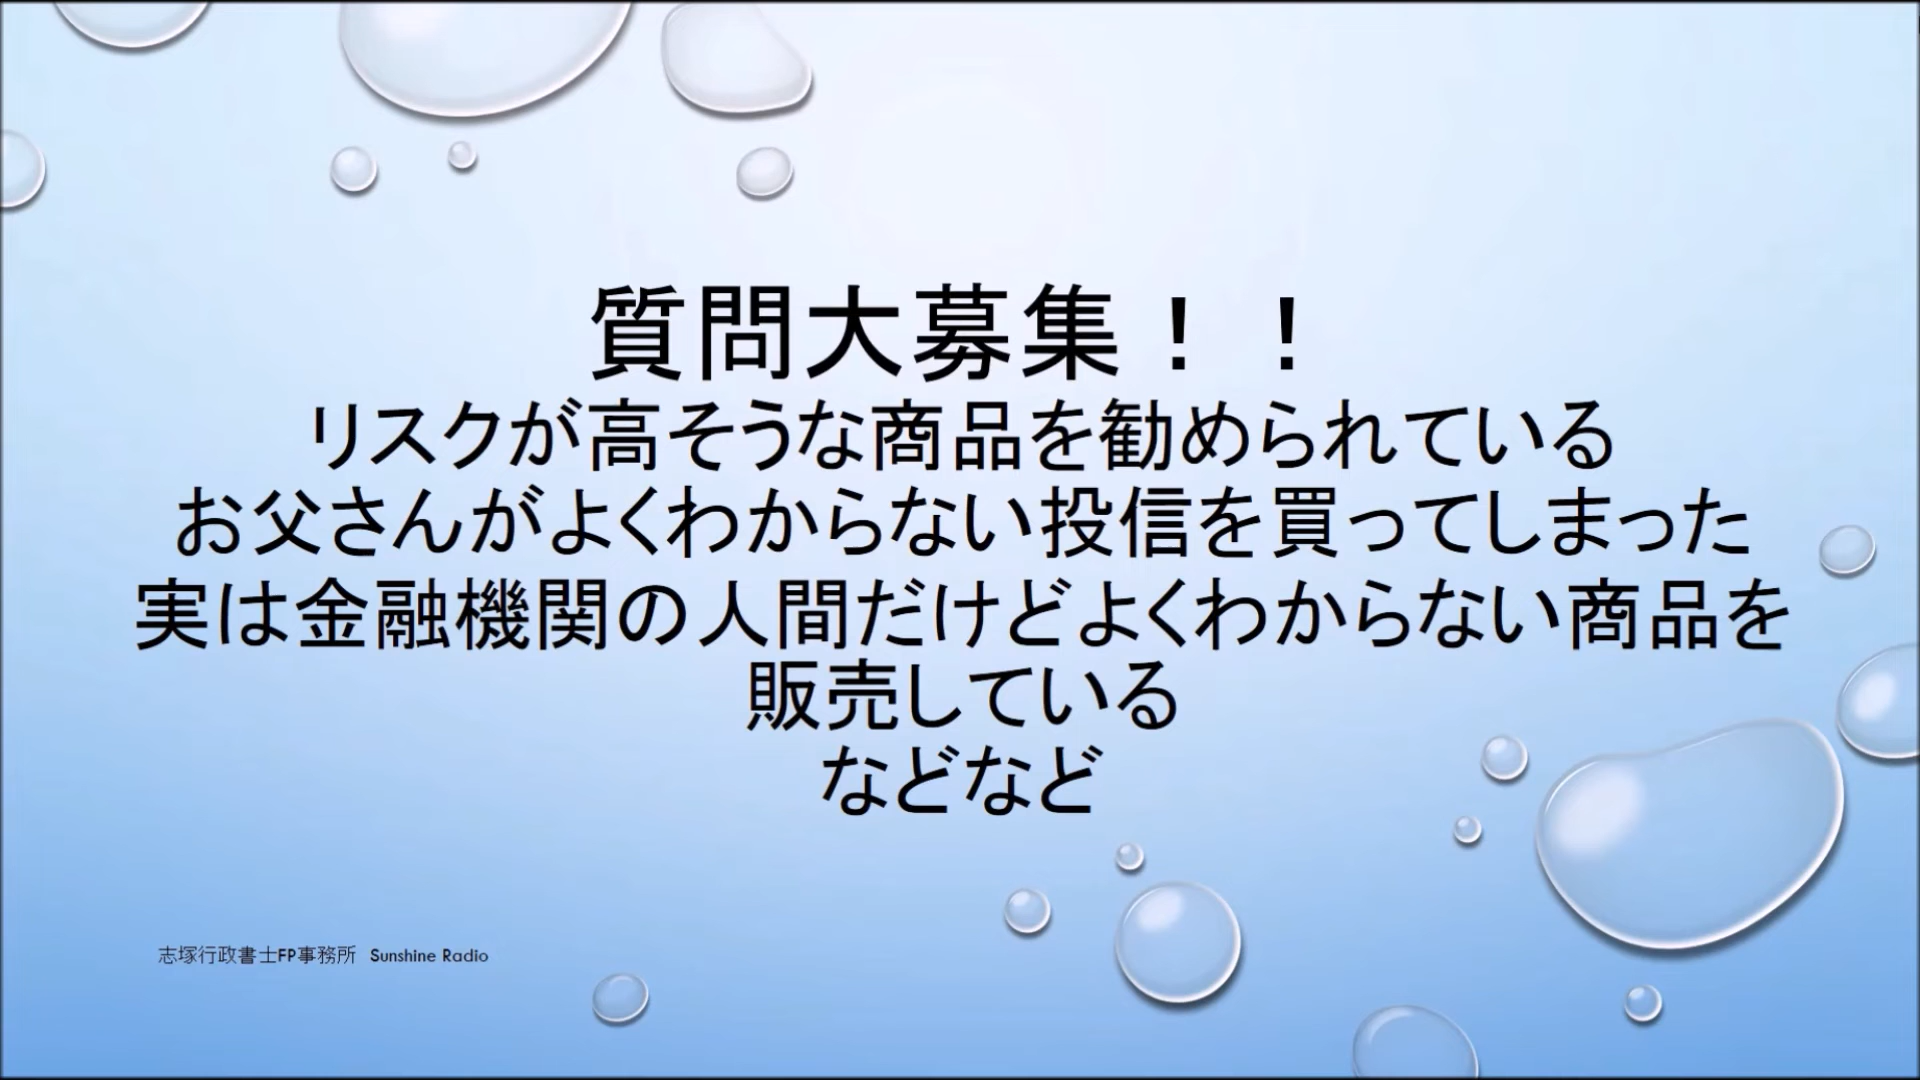 質問大募集！！
リスクが高そうな商品を勧められている
お父さんがよくわからない投信を買ってしまった
実は金融機関の人間だけどよくわからない商品を
販売している
などなど
志塚行政書士FP事務所 Sunshine Radio